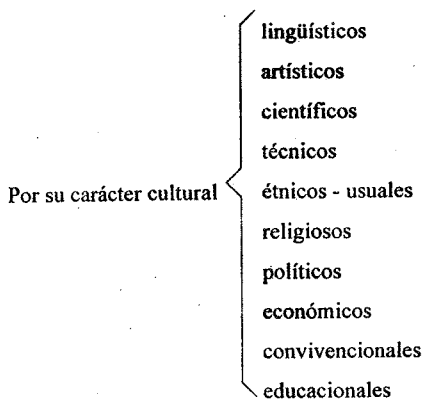 lingüísticos
artísticos
científicos
técnicos
Por su carácter cultural
étnicos - usuales
religiosos
políticos
económicos
convivencionales
educacionales